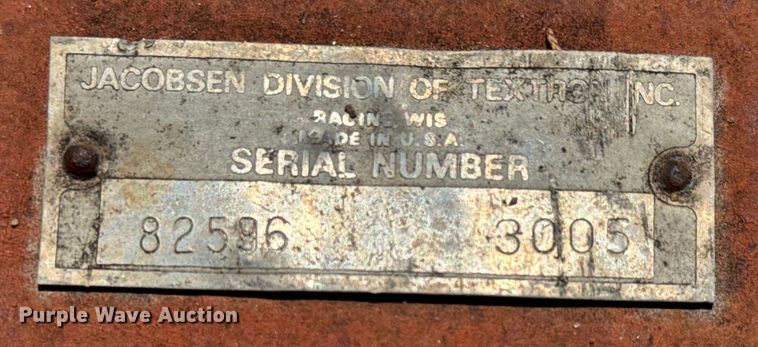 JACOBSEN DIVISION OF TEXTRON INC.
RACINE WIS
MADE IN U.S.A.
SERIAL NUMBER
82596 3005
Purple Wave Auction